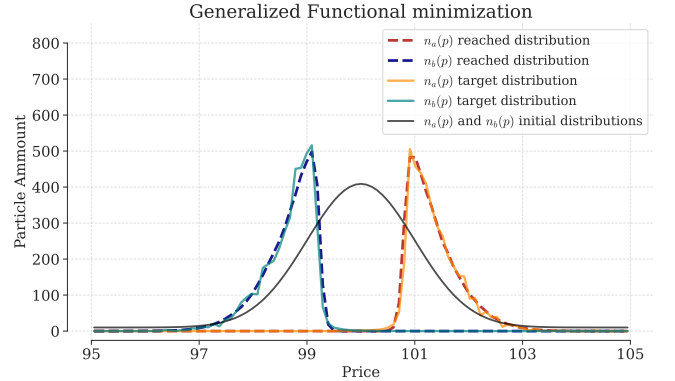 Generalized Functional minimization
n_a(p) reached distribution
n_b(p) reached distribution
n_a(p) target distribution
n_b(p) target distribution
n_a(p) and n_b(p) initial distributions
Particle Ammount
800
700
600
500
400
300
200
100
0
95
97
99
101
103
105
Price